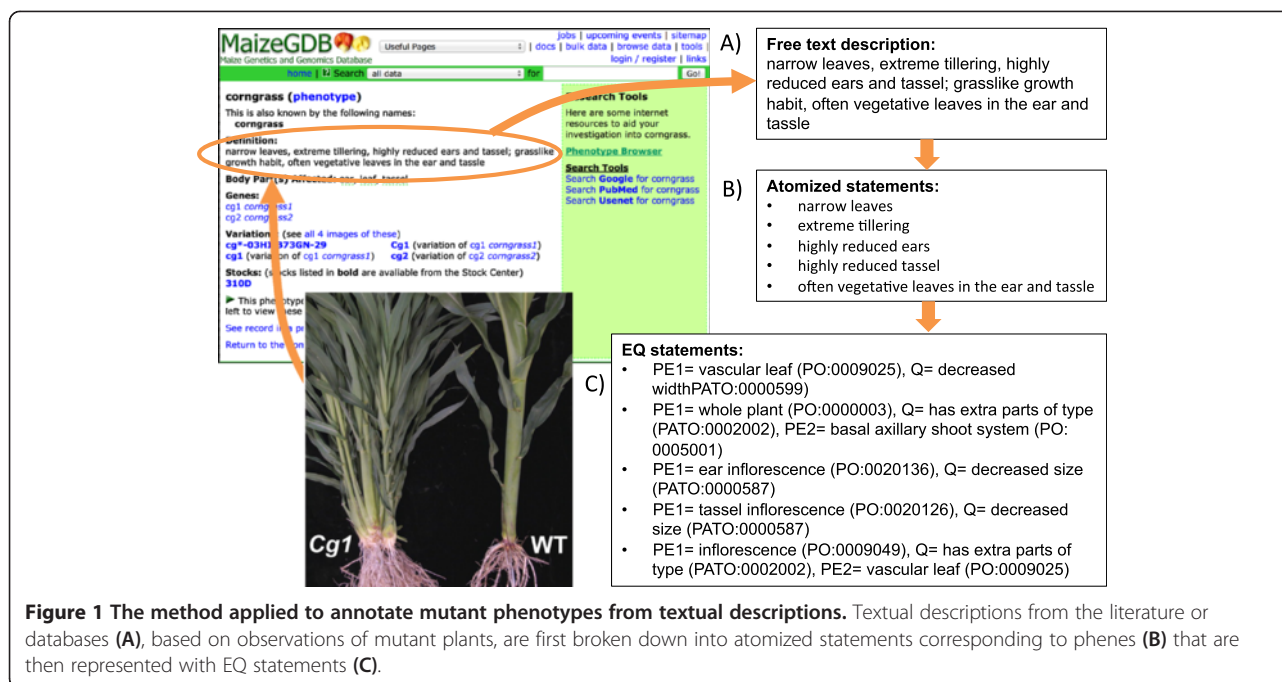 MaizeGDB
Maize Genetics and Genomics Database
Useful Pages
jobs | upcoming events | sitemap
| docs | bulk data | browse data | tools |
login / register | links
home | Search all data for Go!
corngrass (phenotype)
This is also known by the following names:
corngrass
Definition:
narrow leaves, extreme tillering, highly reduced ears and tassel; grasslike
growth habit, often vegetative leaves in the ear and tassle
Body Part(s) Affected: ear, leaf, tassel
Genes:
cg1 corngrass1
cg2 corngrass2
(see all 4 images of these)
Cg1 (variation of cg1 corngrass1)
cg1 (variation of cg1 corngrass1) cg2 (variation of cg2 corngrass2)
Stocks: listed in bold are available from the Stock Center)
310D
This
left to view these
See record
Return to the
Research Tools
Here are some internet
resources to aid your
investigation into corngrass.
Phenotype Browser
Search Tools
Search Google for corngrass
Search PubMed for corngrass
Search Usenet for corngrass
Cg1
WT
A)
Free text description:
narrow leaves, extreme tillering, highly
reduced ears and tassel; grasslike growth
habit, often vegetative leaves in the ear and
tassle
B)
Atomized statements:
• narrow leaves
• extreme tillering
• highly reduced ears
• highly reduced tassel
• often vegetative leaves in the ear and tassle
C)
EQ statements:
• PE1= vascular leaf (PO:0009025), Q= decreased
widthPATO:0000599)
• PE1= whole plant (PO:0000003), Q= has extra parts of type
(PATO:0002002), PE2= basal axillary shoot system (PO:
0005001)
• PE1= ear inflorescence (PO:0020136), Q= decreased size
(PATO:0000587)
• PE1= tassel inflorescence (PO:0020126), Q= decreased
size (PATO:0000587)
• PE1= inflorescence (PO:0009049), Q= has extra parts of
type (PATO:0002002), PE2= vascular leaf (PO:0009025)
Figure 1 The method applied to annotate mutant phenotypes from textual descriptions. Textual descriptions from the literature or
databases (A), based on observations of mutant plants, are first broken down into atomized statements corresponding to phenes (B) that are
then represented with EQ statements (C).